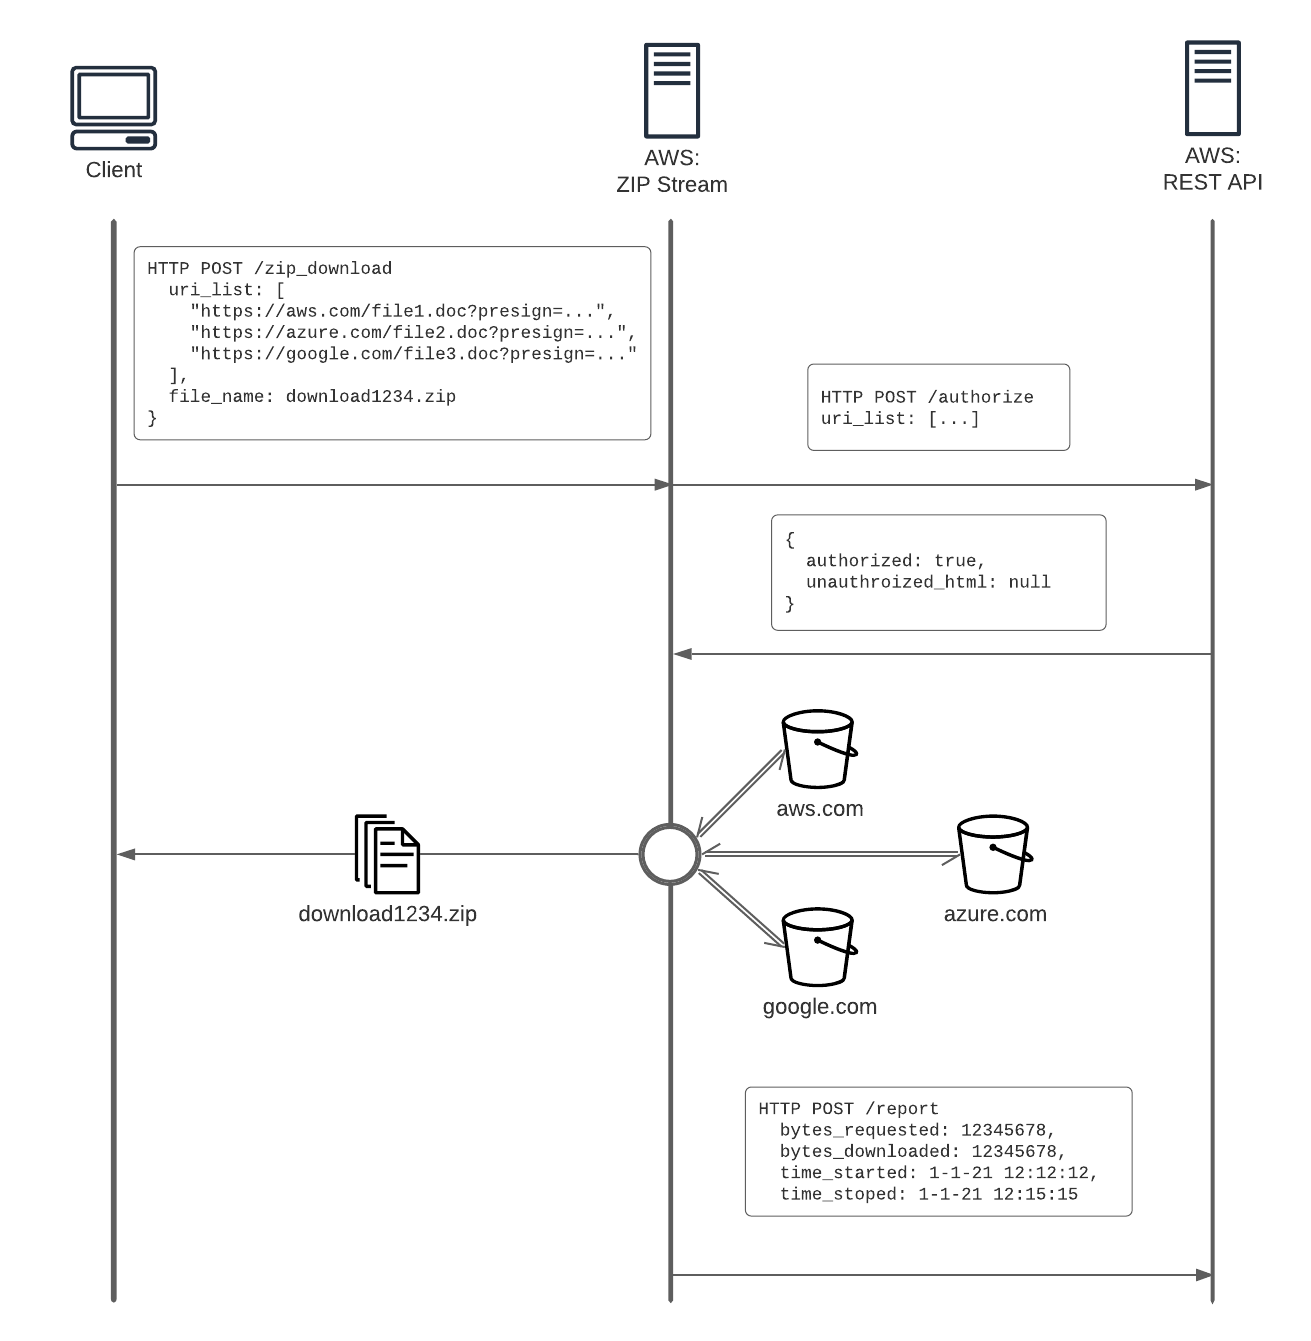 Client
AWS:
ZIP Stream
AWS:
REST API
HTTP POST /zip_download
  uri_list: [
    "https://aws.com/file1.doc?presign=...",
    "https://azure.com/file2.doc?presign=...",
    "https://google.com/file3.doc?presign=..."
  ],
  file_name: download1234.zip
}
HTTP POST /authorize
uri_list: [...]
{
  authorized: true,
  unauthroized_html: null
}
aws.com
azure.com
download1234.zip
google.com
HTTP POST /report
  bytes_requested: 12345678,
  bytes_downloaded: 12345678,
  time_started: 1-1-21 12:12:12,
  time_stoped: 1-1-21 12:15:15